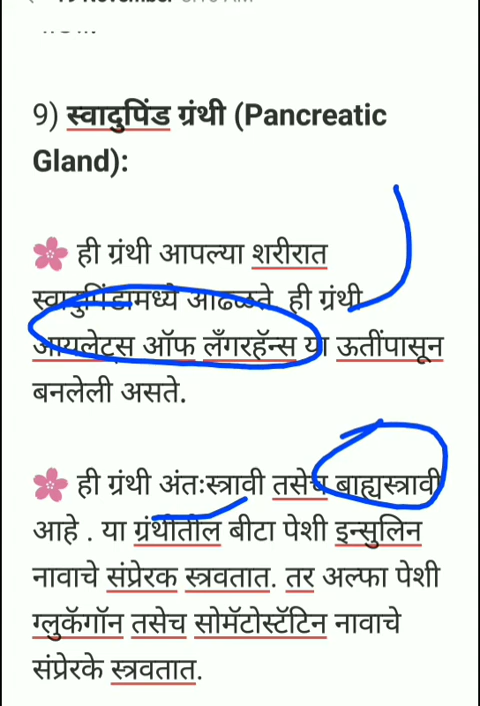 9) स्वादुपिंड ग्रंथी (Pancreatic
Gland):
🌸 ही ग्रंथी आपल्या शरीरात
स्वादुपिंडामध्ये आढळते. ही ग्रंथी
आयलेट्स ऑफ लँगरहॅन्स या ऊतींपासून
बनलेली असते.
🌸 ही ग्रंथी अंतःस्त्रावी तसेच बाह्यस्त्रावी
आहे . या ग्रंथीतील बीटा पेशी इन्सुलिन
नावाचे संप्रेरक स्त्रवतात. तर अल्फा पेशी
ग्लुकॅगॉन तसेच सोमॅटोस्टॅटिन नावाचे
संप्रेरके स्त्रवतात.